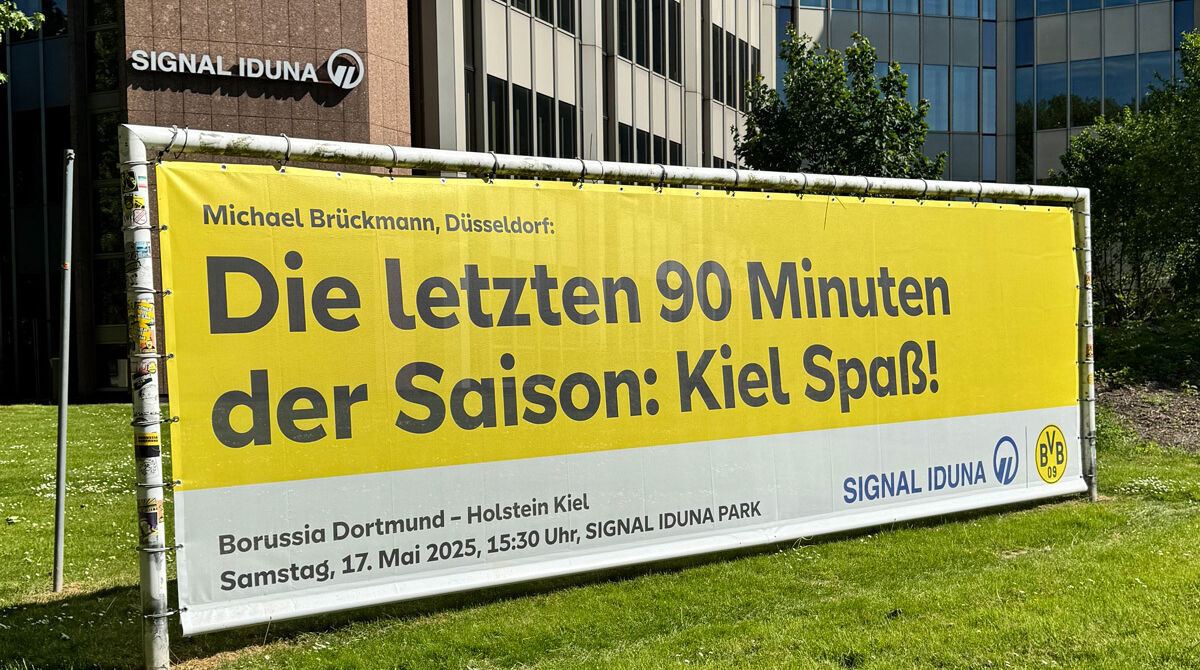 SIGNAL IDUNA
Michael Brückmann, Düsseldorf:
Die letzten 90 Minuten
der Saison: Kiel Spaß!
Borussia Dortmund – Holstein Kiel
Samstag, 17. Mai 2025, 15:30 Uhr, SIGNAL IDUNA PARK
SIGNAL IDUNA
BVB
09